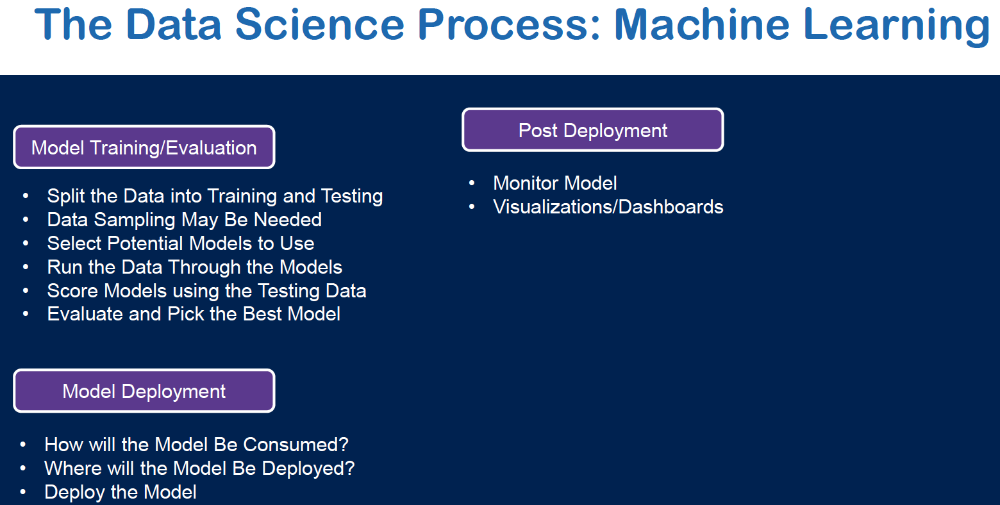 The Data Science Process: Machine Learning
Model Training/Evaluation
• Split the Data into Training and Testing
• Data Sampling May Be Needed
• Select Potential Models to Use
• Run the Data Through the Models
• Score Models using the Testing Data
• Evaluate and Pick the Best Model
Model Deployment
• How will the Model Be Consumed?
• Where will the Model Be Deployed?
• Deploy the Model
Post Deployment
• Monitor Model
• Visualizations/Dashboards